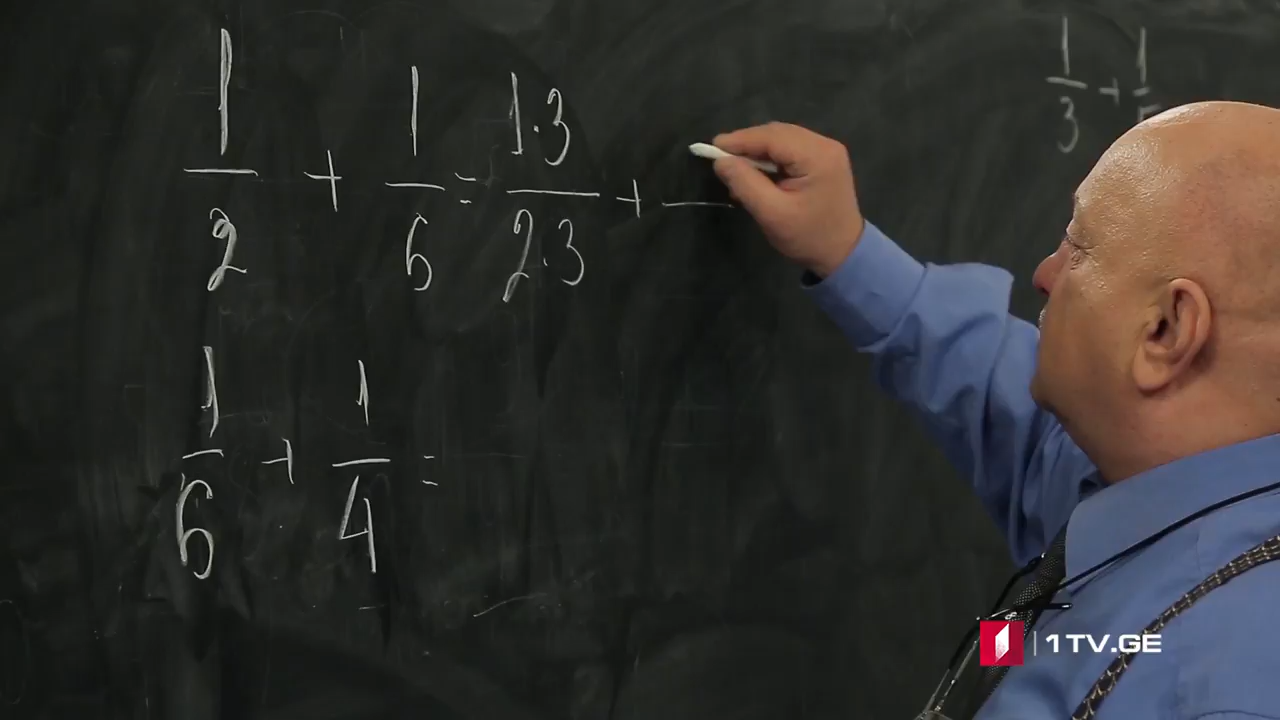 1/2 + 1/6 = 1·3/2·3 +
1/6 + 1/4 =
1/3 +
1TV.GE